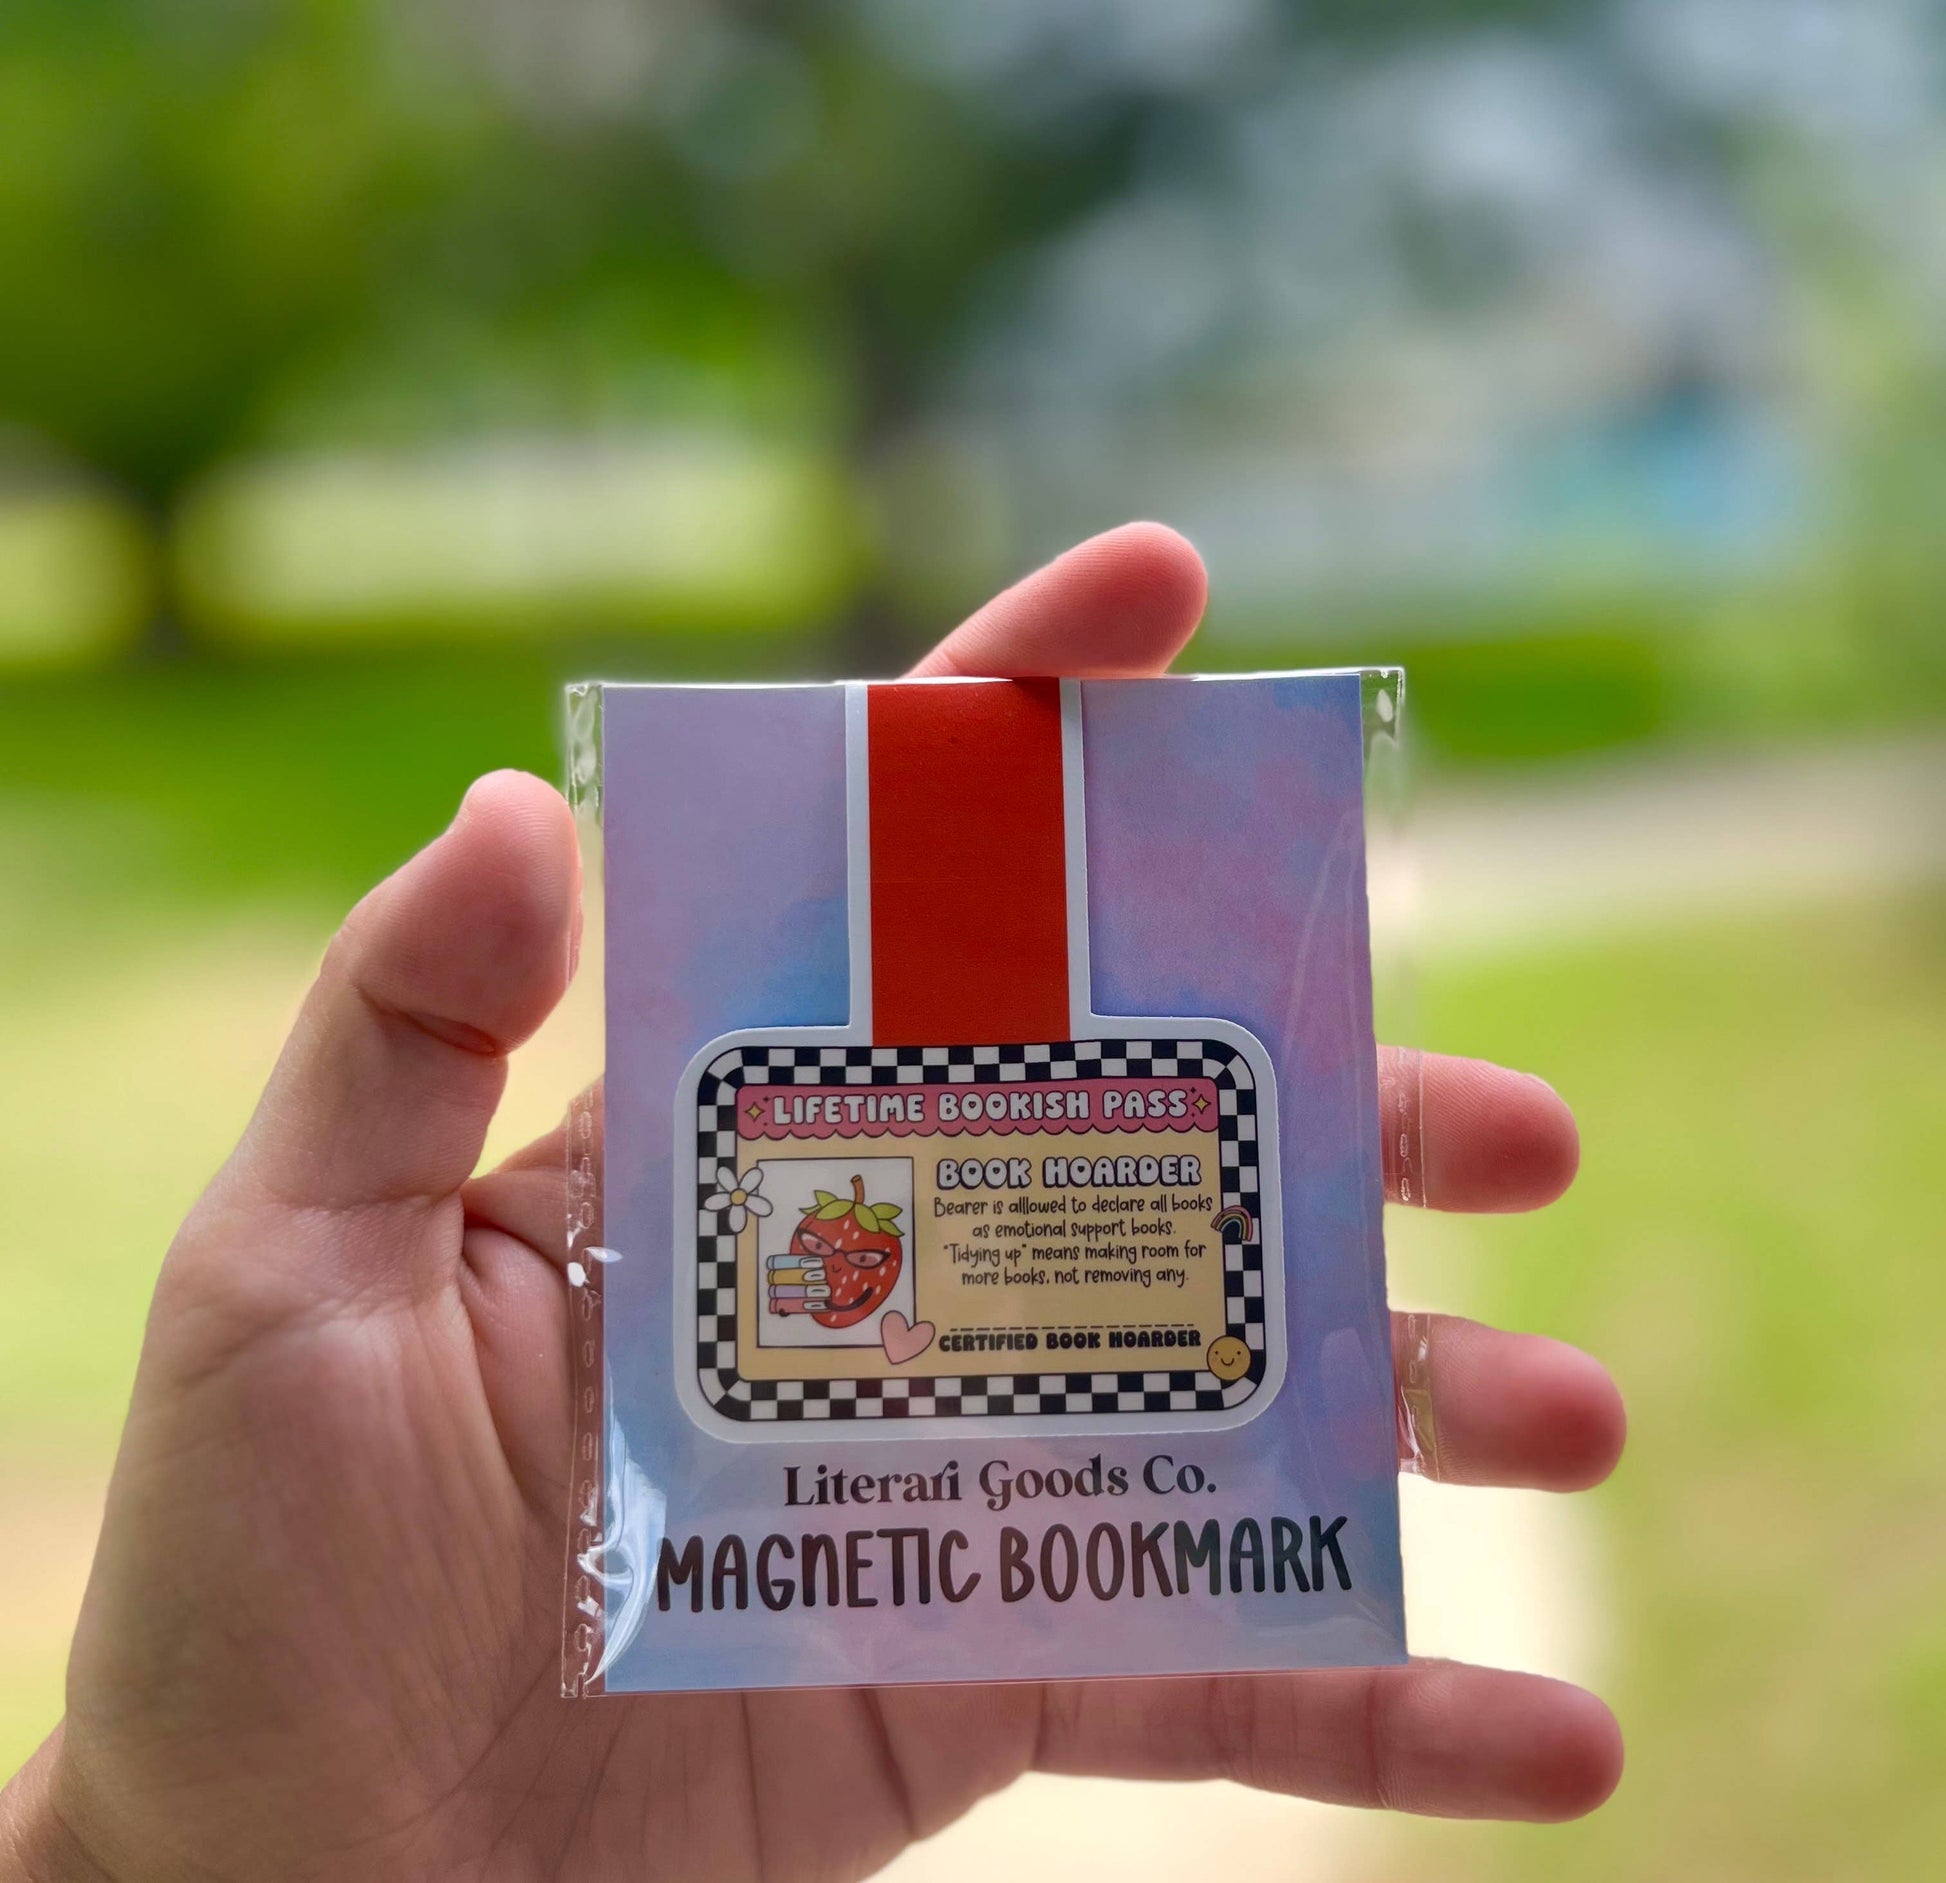 LIFETIME BOOKISH PASS
BOOK HOARDER
Bearer is alllowed to declare all books
as emotional support books.
"Tidying up" means making room for
more books, not removing any.
CERTIFIED BOOK HOARDER
Literari Goods Co.
MAGNETIC BOOKMARK